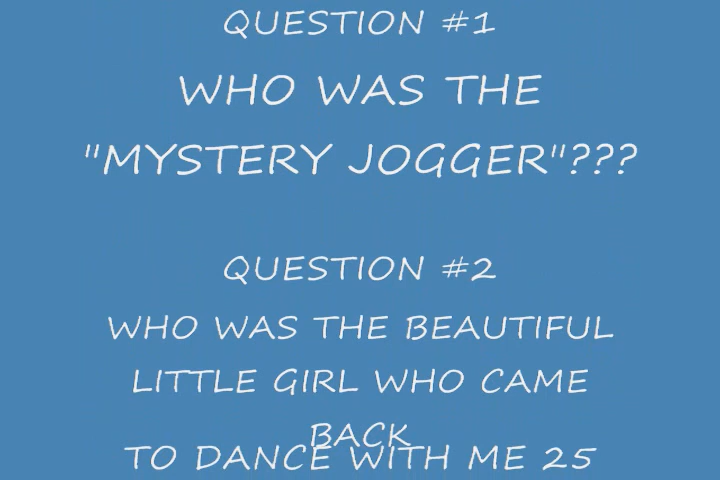 QUESTION #1
WHO WAS THE
"MYSTERY JOGGER"???
QUESTION #2
WHO WAS THE BEAUTIFUL
LITTLE GIRL WHO CAME
BACK
TO DANCE WITH ME 25